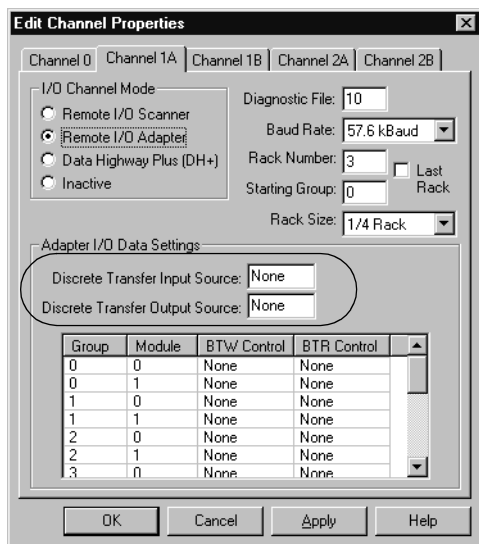 Edit Channel Properties
Channel 0 Channel 1A Channel 1B Channel 2A Channel 2B
I/O Channel Mode
Remote I/O Scanner
Remote I/O Adapter
Data Highway Plus (DH+)
Inactive
Diagnostic File: 10
Baud Rate: 57.6 kBaud
Rack Number: 3
Last Rack
Starting Group: 0
Rack Size: 1/4 Rack
Adapter I/O Data Settings
Discrete Transfer Input Source: None
Discrete Transfer Output Source: None
Group Module BTW Control BTR Control
0 0 None None
0 1 None None
1 0 None None
1 1 None None
2 0 None None
2 1 None None
3 0 None None
OK Cancel Apply Help